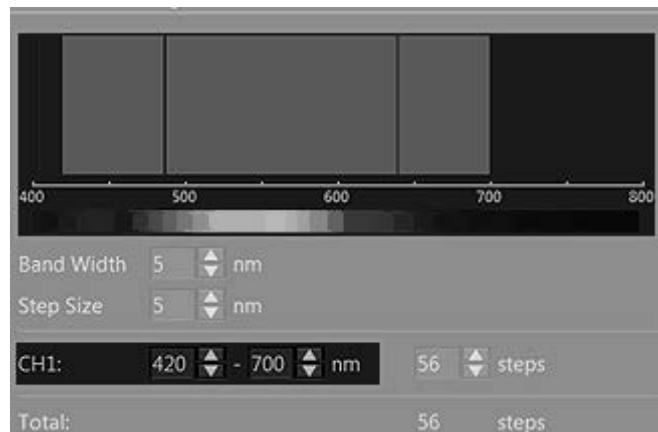 400 500 600 700 800
Band Width 5 nm
Step Size 5 nm
CH1: 420 - 700 nm 56 steps
Total: 56 steps